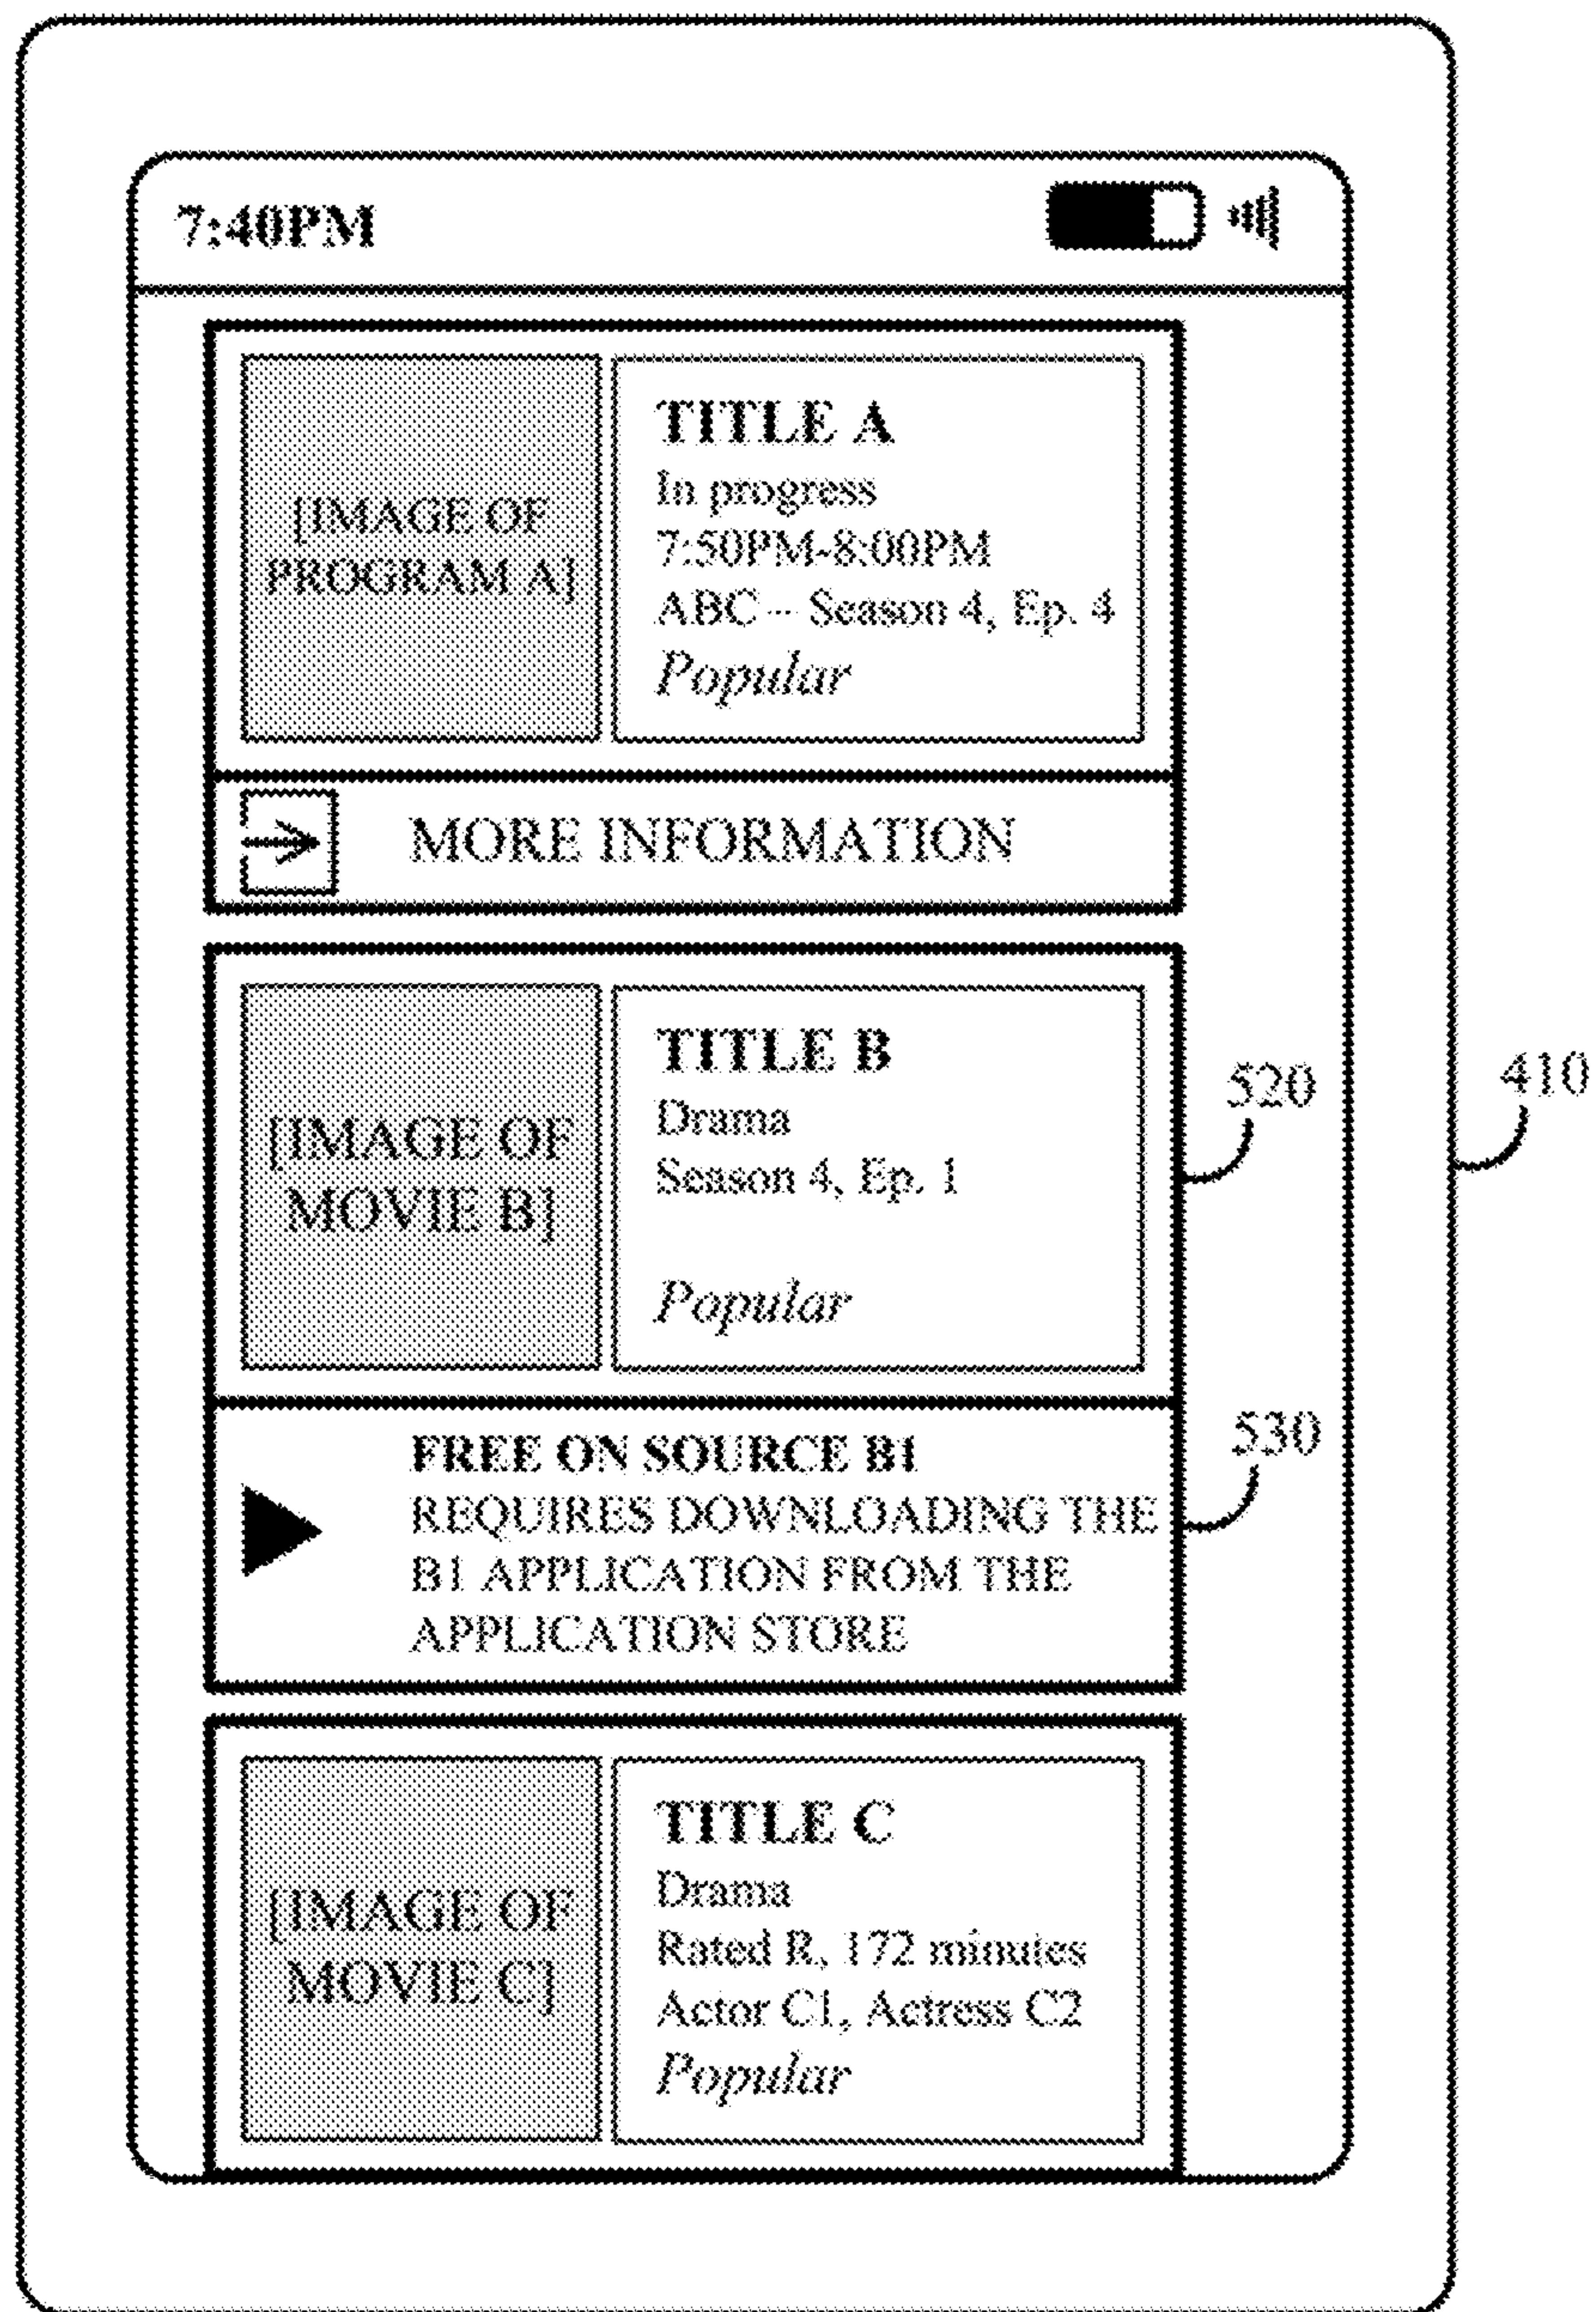 7:40PM
[IMAGE OF
PROGRAM A]
TITLE A
In progress
7:50PM-8:00PM
ABC - Season 4, Ep. 4
Popular
MORE INFORMATION
[IMAGE OF
MOVIE B]
TITLE B
Drama
Season 4, Ep. 1
Popular
520
410
FREE ON SOURCE B1
REQUIRES DOWNLOADING THE
B1 APPLICATION FROM THE
APPLICATION STORE
530
[IMAGE OF
MOVIE C]
TITLE C
Drama
Rated R, 172 minutes
Actor C1, Actress C2
Popular